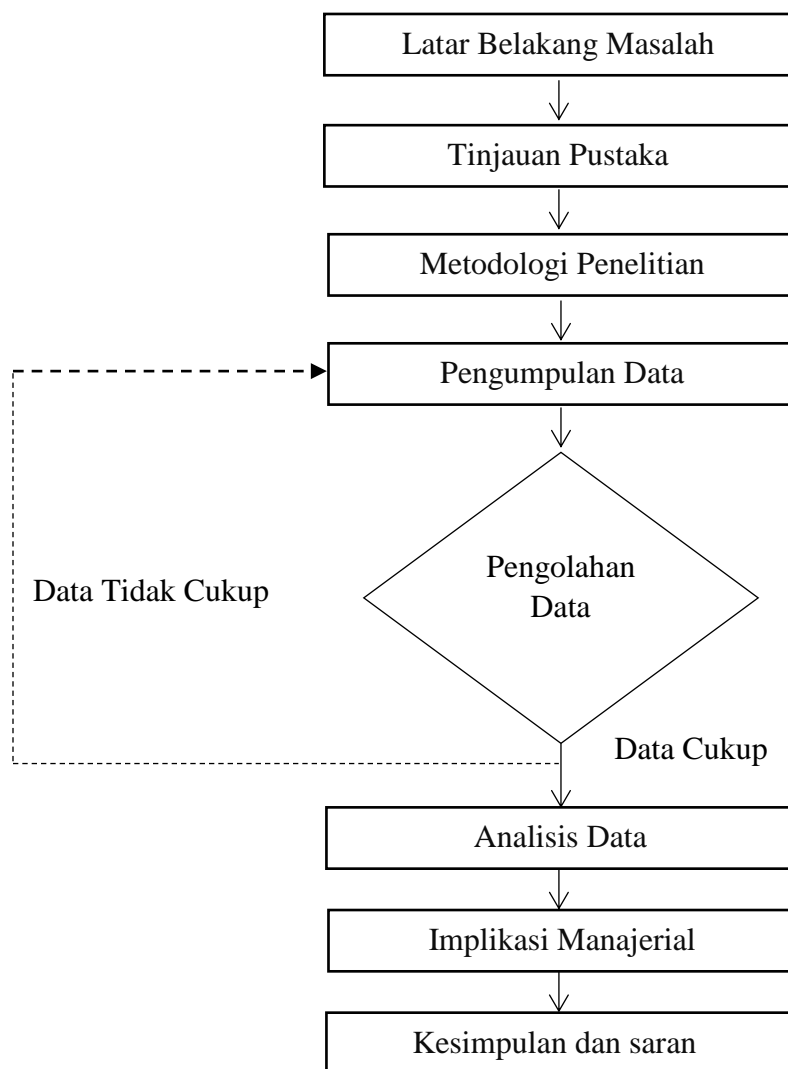 Latar Belakang Masalah
Tinjauan Pustaka
Metodologi Penelitian
Pengumpulan Data
Pengolahan
Data
Data Tidak Cukup
Data Cukup
Analisis Data
Implikasi Manajerial
Kesimpulan dan saran